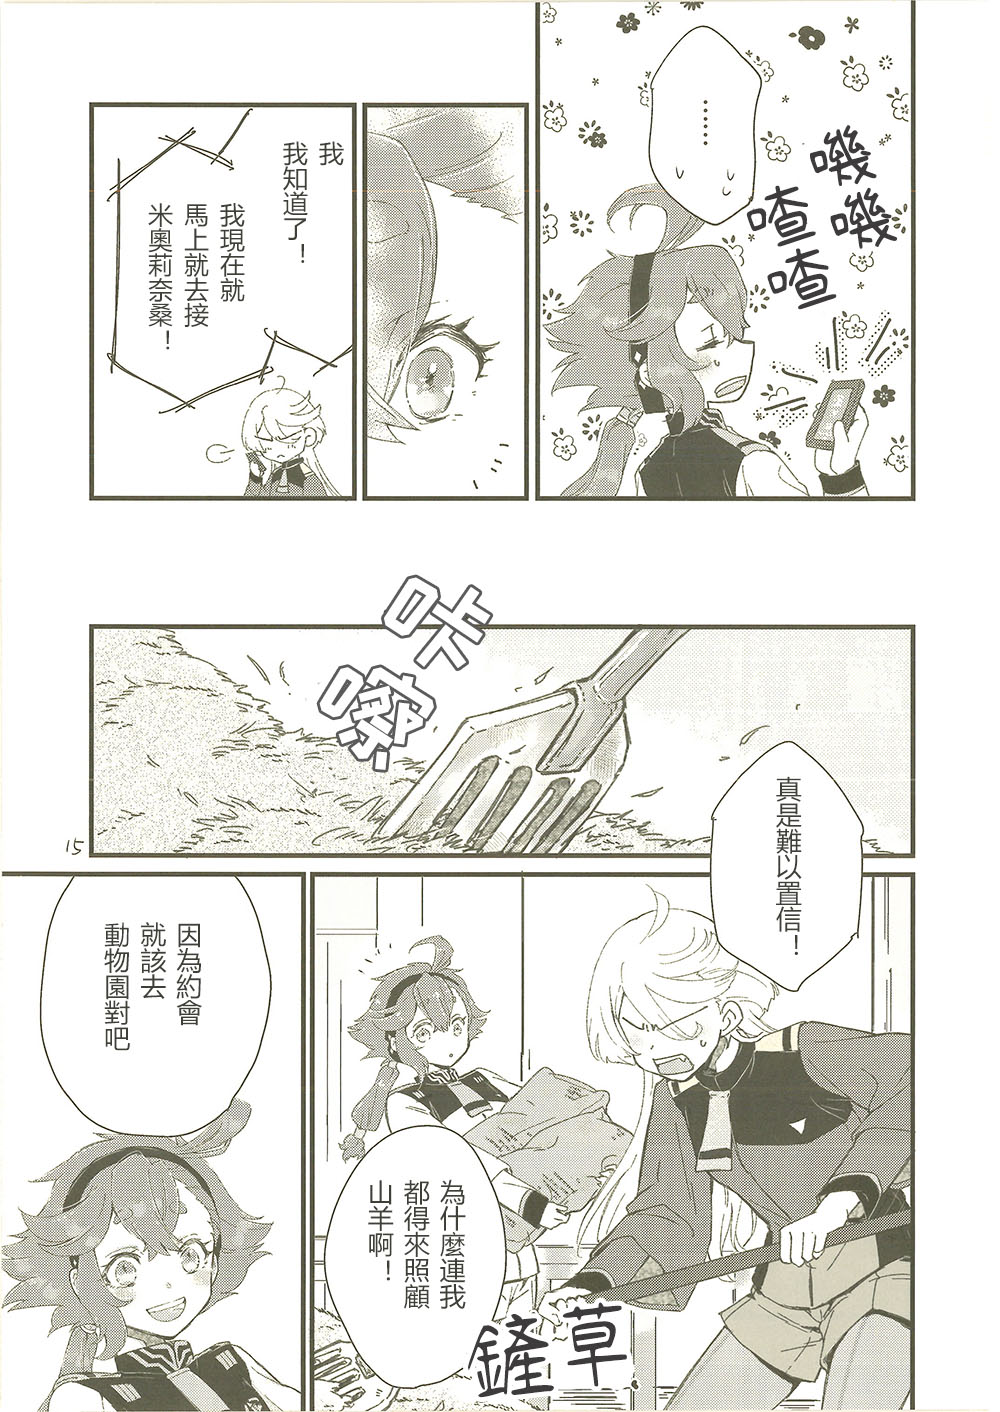 ……
嘰嘰
喳喳
我
我知道了！
我現在就
馬上就去接
米奧莉奈桑！
咔嚓
真是難以置信！
為什麼連我
都得來照顧
山羊啊！
鏟草
因為約會
就該去
動物園對吧
15